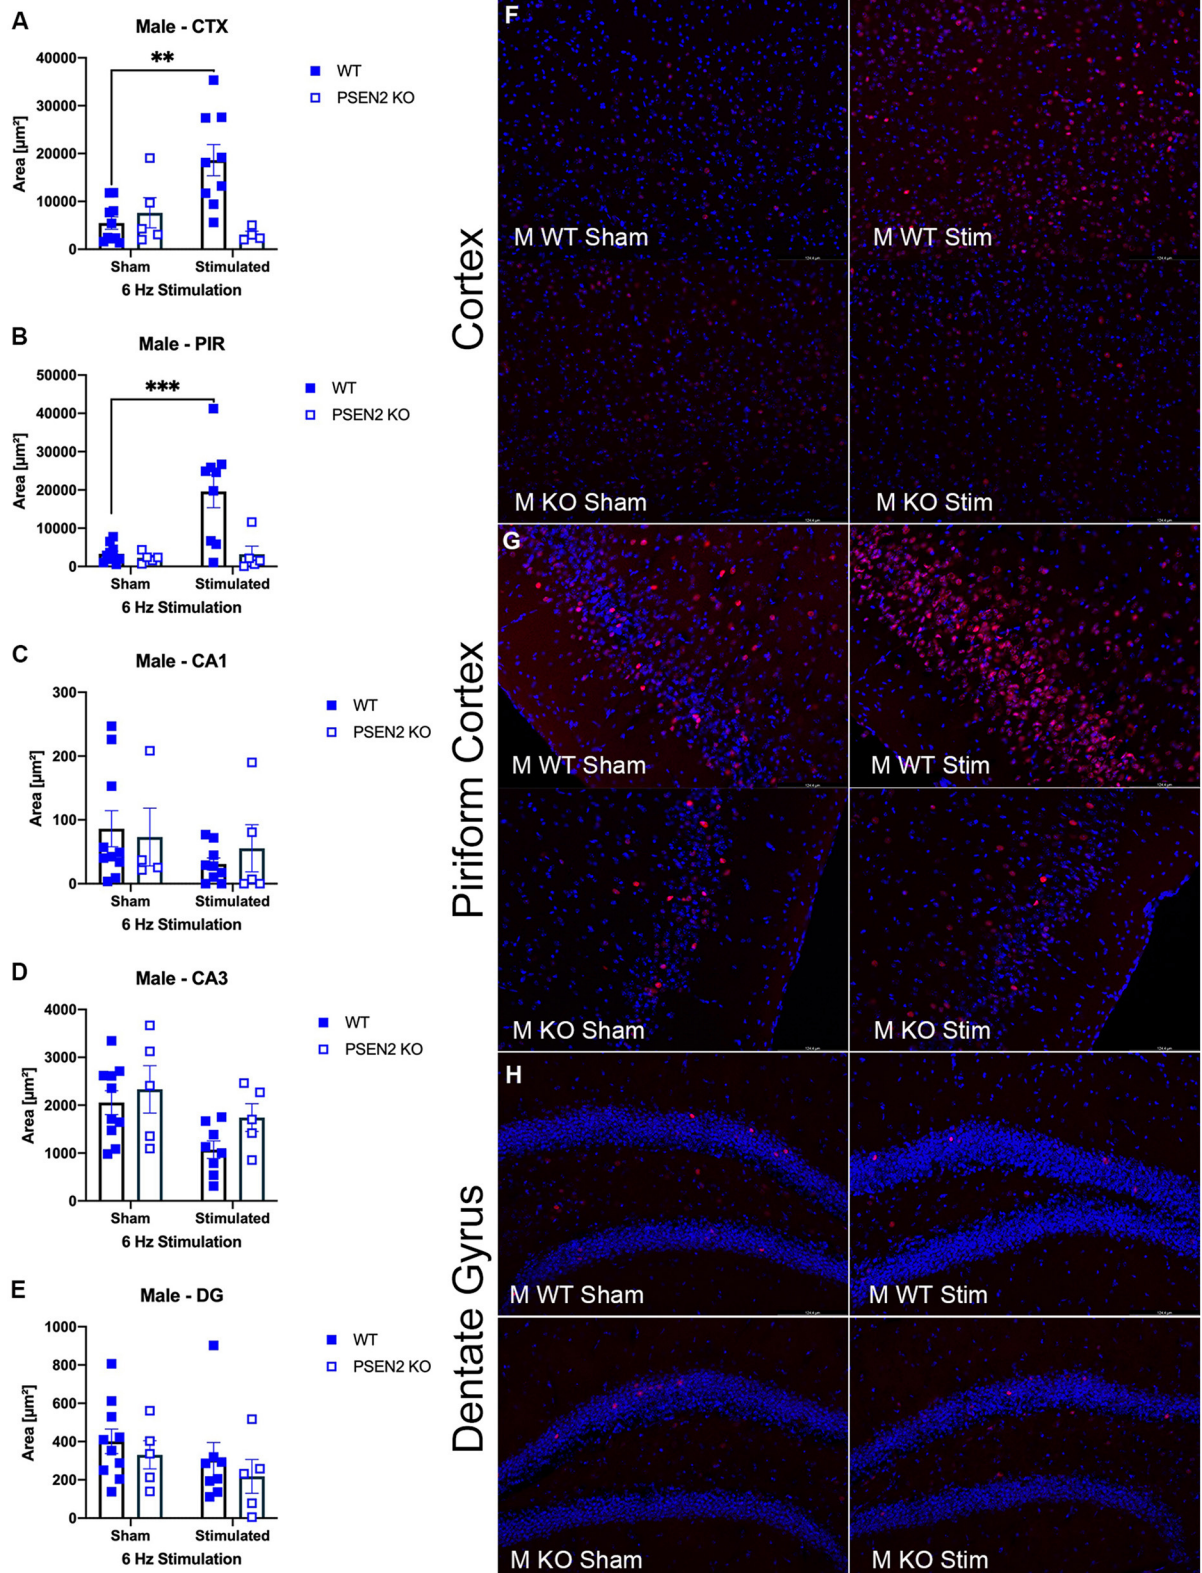 A
Male - CTX
**
40000
30000
20000
10000
0
Area [µm²]
Sham
Stimulated
6 Hz Stimulation
WT
PSEN2 KO
B
Male - PIR
***
50000
40000
30000
20000
10000
0
Area [µm²]
Sham
Stimulated
6 Hz Stimulation
WT
PSEN2 KO
C
Male - CA1
300
200
100
0
Area [µm²]
Sham
Stimulated
6 Hz Stimulation
WT
PSEN2 KO
D
Male - CA3
4000
3000
2000
1000
0
Area [µm²]
Sham
Stimulated
6 Hz Stimulation
WT
PSEN2 KO
E
Male - DG
1000
800
600
400
200
0
Area [µm²]
Sham
Stimulated
6 Hz Stimulation
WT
PSEN2 KO
Cortex
F
M WT Sham
M WT Stim
M KO Sham
M KO Stim
Piriform Cortex
G
M WT Sham
M WT Stim
M KO Sham
M KO Stim
Dentate Gyrus
H
M WT Sham
M WT Stim
M KO Sham
M KO Stim